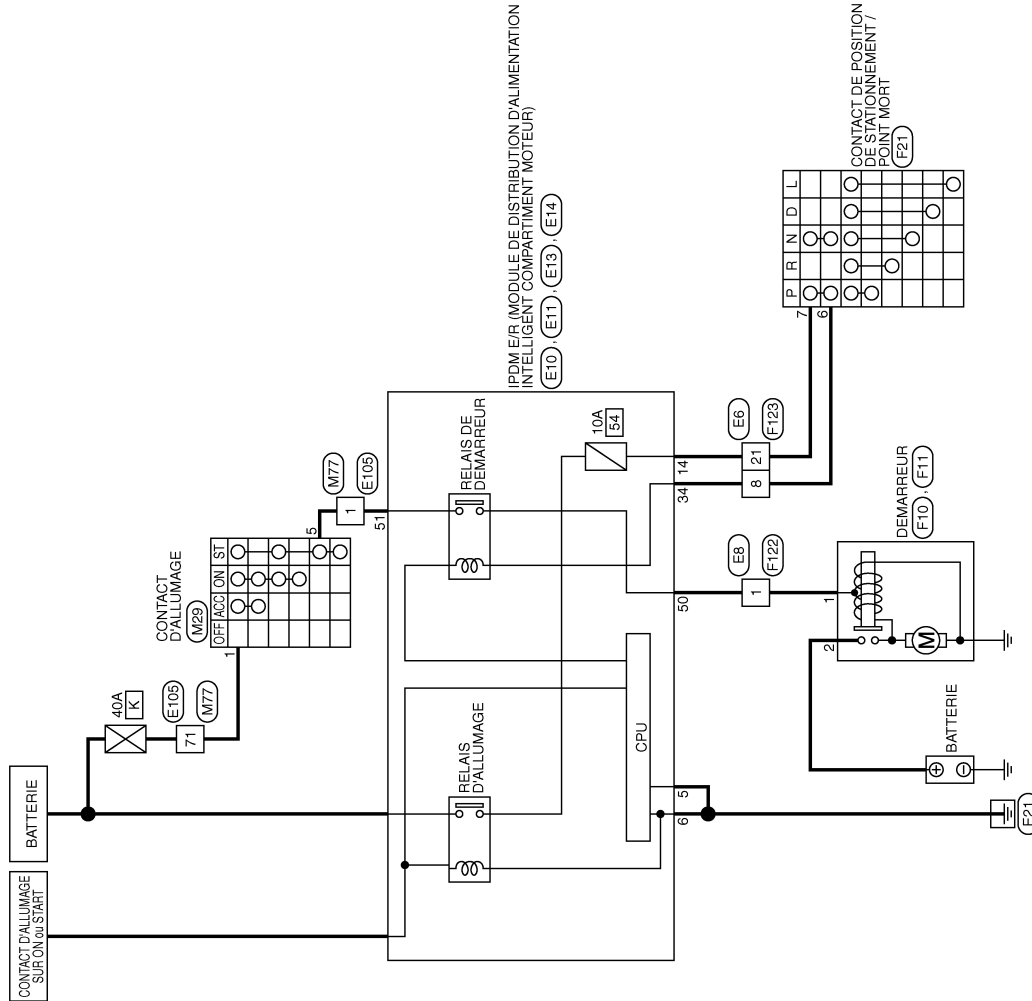 CONTACT D'ALLUMAGE
SUR ON ou START
BATTERIE
40A
K
E105
71
M77
CONTACT
D'ALLUMAGE
M29
OFF ACC ON ST
1
5
M77
1
E105
51
IPDM E/R (MODULE DE DISTRIBUTION D'ALIMENTATION
INTELLIGENT COMPARTIMENT MOTEUR)
E10 , E11 , E13 , E14
RELAIS
D'ALLUMAGE
RELAIS DE
DEMARREUR
10A
54
CPU
6 5 50 34 14
E8
1
F122
E6
8 21
F123
BATTERIE
DEMARREUR
F10 , F11
2 1
M
CONTACT DE POSITION
DE STATIONNEMENT /
POINT MORT
F21
P R N D L
7
6